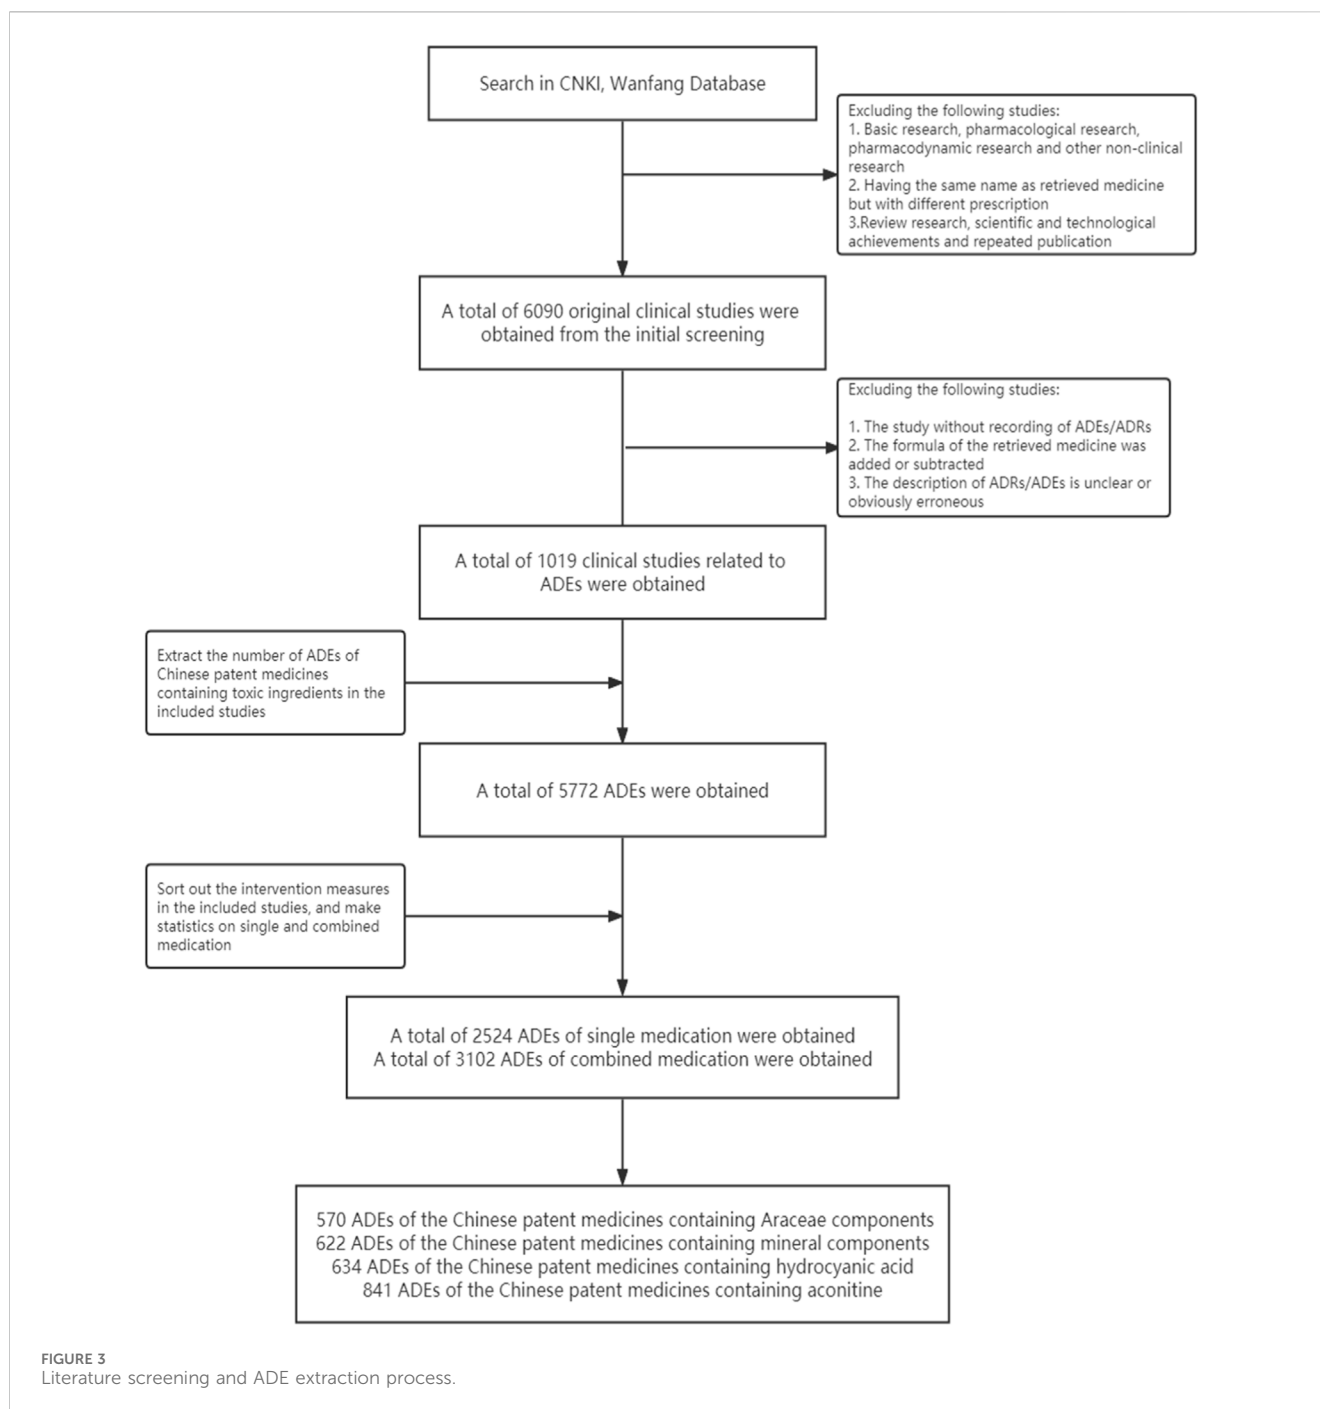 Search in CNKI, Wanfang Database
Excluding the following studies:
1. Basic research, pharmacological research,
pharmacodynamic research and other non-clinical
research
2. Having the same name as retrieved medicine
but with different prescription
3.Review research, scientific and technological
achievements and repeated publication
A total of 6090 original clinical studies were
obtained from the initial screening
Excluding the following studies:
1. The study without recording of ADEs/ADRs
2. The formula of the retrieved medicine was
added or subtracted
3. The description of ADRs/ADEs is unclear or
obviously erroneous
A total of 1019 clinical studies related to
ADEs were obtained
Extract the number of ADEs of
Chinese patent medicines
containing toxic ingredients in the
included studies
A total of 5772 ADEs were obtained
Sort out the intervention measures
in the included studies, and make
statistics on single and combined
medication
A total of 2524 ADEs of single medication were obtained
A total of 3102 ADEs of combined medication were obtained
570 ADEs of the Chinese patent medicines containing Araceae components
622 ADEs of the Chinese patent medicines containing mineral components
634 ADEs of the Chinese patent medicines containing hydrocyanic acid
841 ADEs of the Chinese patent medicines containing aconitine
FIGURE 3
Literature screening and ADE extraction process.